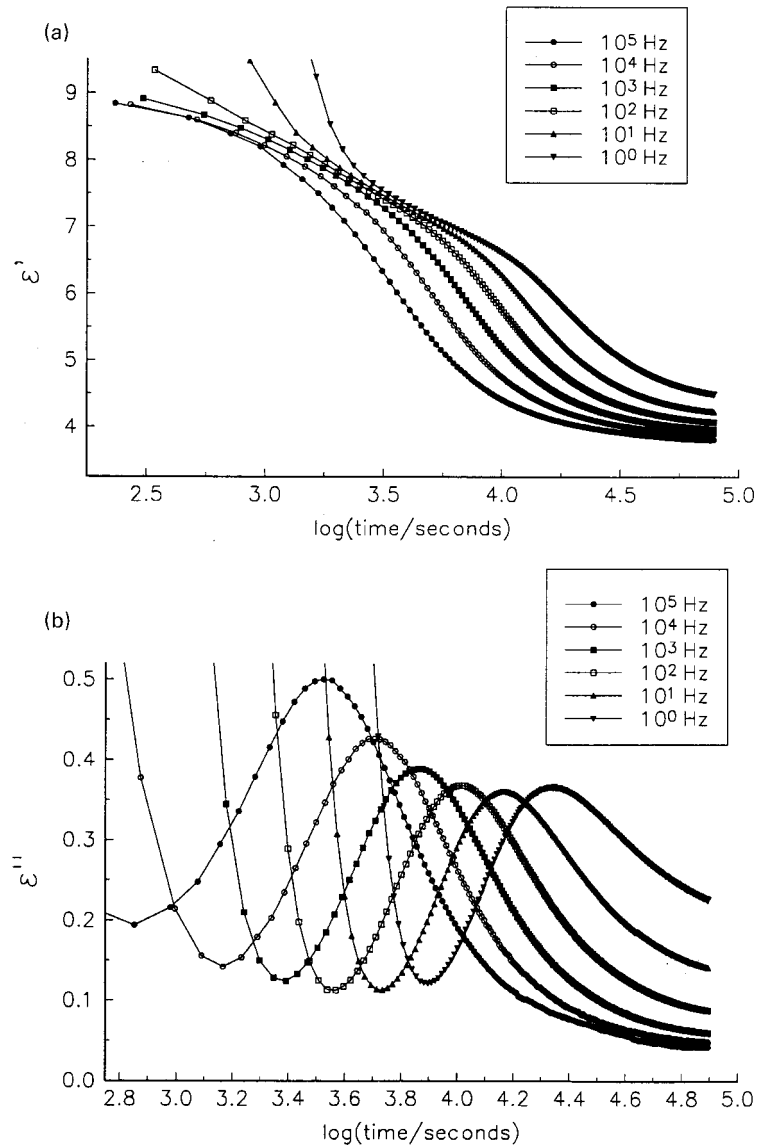 (a)
10⁵ Hz
10⁴ Hz
10³ Hz
10² Hz
10¹ Hz
10⁰ Hz
9
8
7
6
5
4
ε'
2.5 3.0 3.5 4.0 4.5 5.0
log(time/seconds)
(b)
10⁵ Hz
10⁴ Hz
10³ Hz
10² Hz
10¹ Hz
10⁰ Hz
0.5
0.4
0.3
0.2
0.1
0.0
ε"
2.8 3.0 3.2 3.4 3.6 3.8 4.0 4.2 4.4 4.6 4.8 5.0
log(time/seconds)